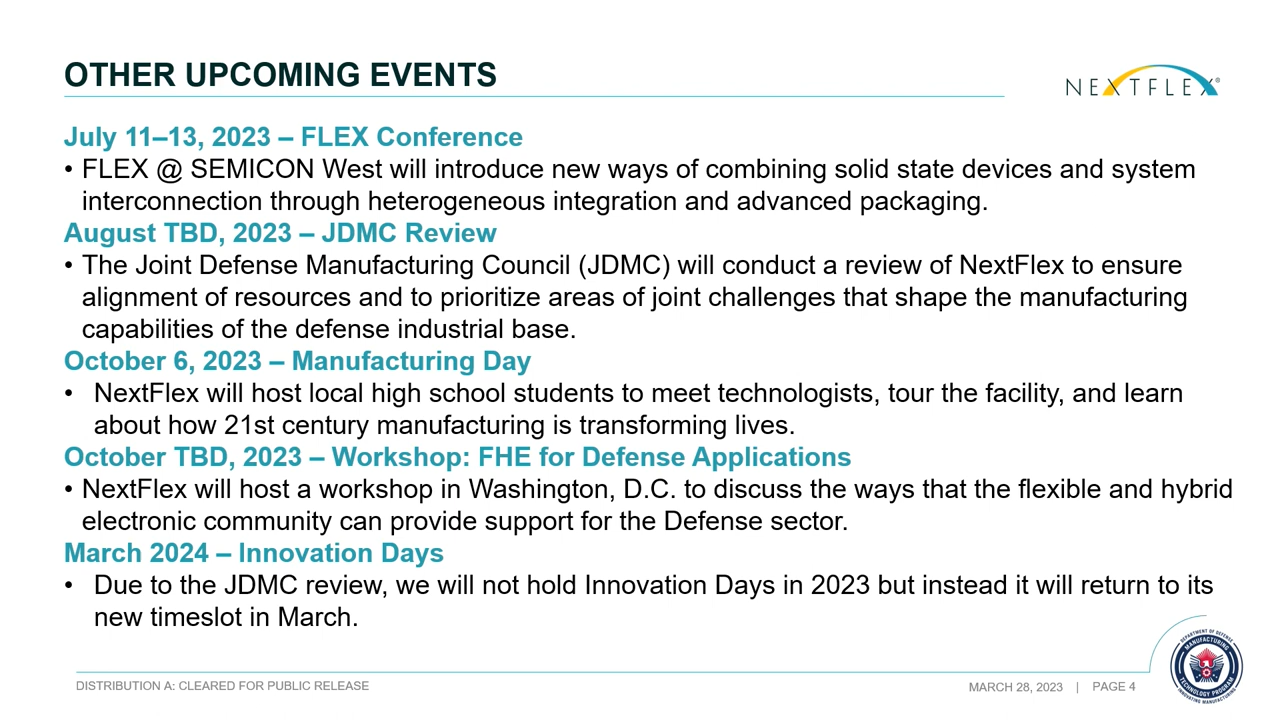 OTHER UPCOMING EVENTS
NEXTFLEX®
July 11–13, 2023 – FLEX Conference
• FLEX @ SEMICON West will introduce new ways of combining solid state devices and system
interconnection through heterogeneous integration and advanced packaging.
August TBD, 2023 – JDMC Review
• The Joint Defense Manufacturing Council (JDMC) will conduct a review of NextFlex to ensure
alignment of resources and to prioritize areas of joint challenges that shape the manufacturing
capabilities of the defense industrial base.
October 6, 2023 – Manufacturing Day
• NextFlex will host local high school students to meet technologists, tour the facility, and learn
about how 21st century manufacturing is transforming lives.
October TBD, 2023 – Workshop: FHE for Defense Applications
• NextFlex will host a workshop in Washington, D.C. to discuss the ways that the flexible and hybrid
electronic community can provide support for the Defense sector.
March 2024 – Innovation Days
• Due to the JDMC review, we will not hold Innovation Days in 2023 but instead it will return to its
new timeslot in March.
DISTRIBUTION A: CLEARED FOR PUBLIC RELEASE
MARCH 28, 2023 | PAGE 4
DEPARTMENT OF DEFENSE
MANUFACTURING
TECHNOLOGY PROGRAM
INNOVATING MANUFACTURING